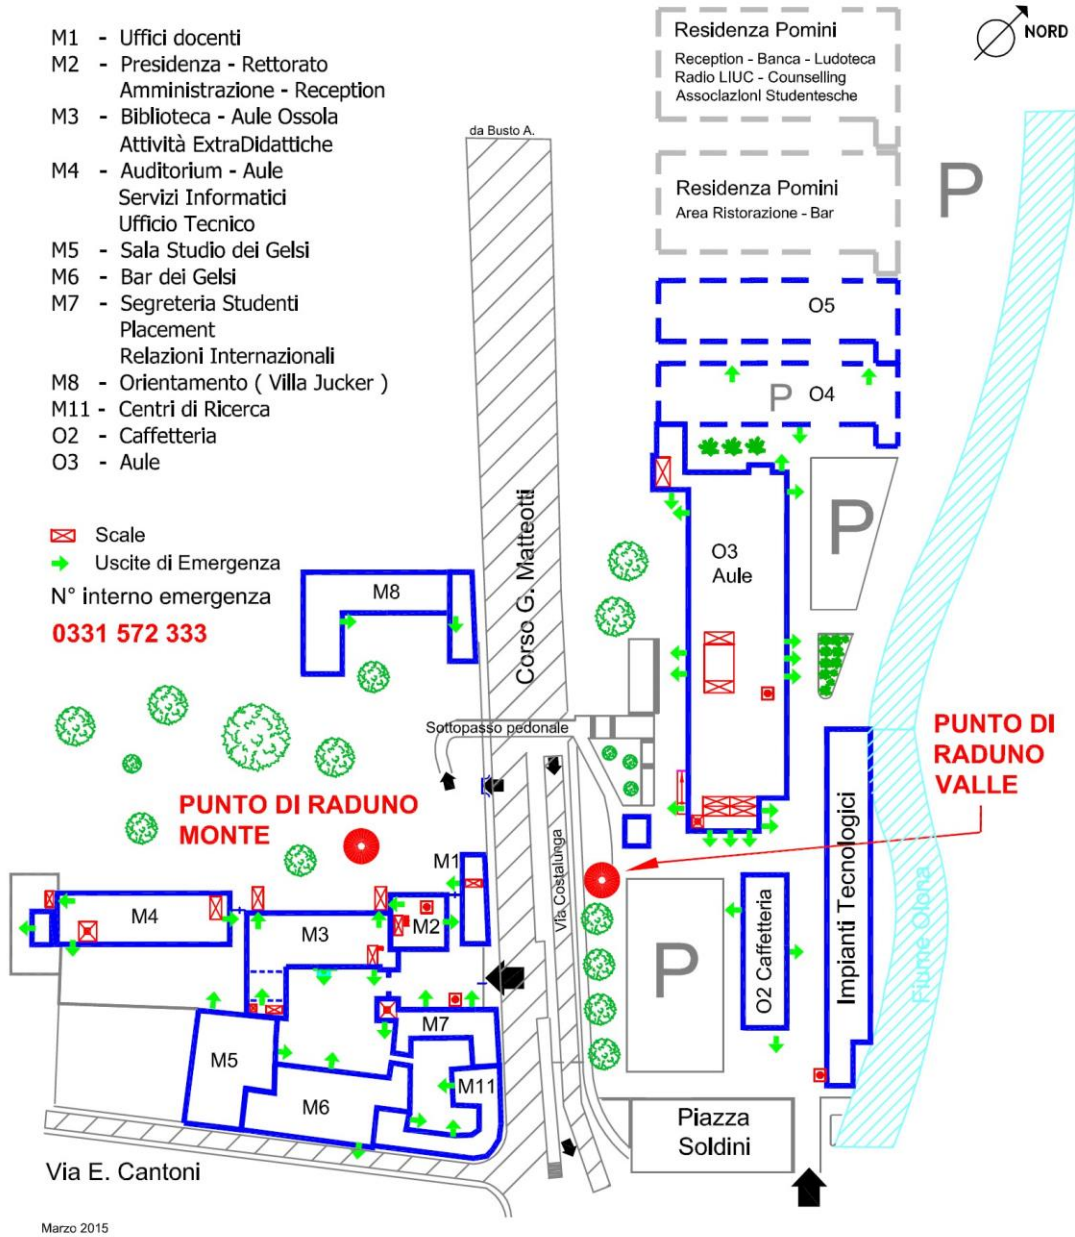 M1 - Uffici docenti
M2 - Presidenza - Rettorato
Amministrazione - Reception
M3 - Biblioteca - Aule Ossola
Attività ExtraDidattiche
M4 - Auditorium - Aule
Servizi Informatici
Ufficio Tecnico
M5 - Sala Studio dei Gelsi
M6 - Bar dei Gelsi
M7 - Segreteria Studenti
Placement
Relazioni Internazionali
M8 - Orientamento ( Villa Jucker )
M11 - Centri di Ricerca
O2 - Caffetteria
O3 - Aule
Scale
Uscite di Emergenza
N° interno emergenza
0331 572 333
da Busto A.
Residenza Pomini
Reception - Banca - Ludoteca
Radio LIUC - Counselling
Associazioni Studentesche
NORD
P
Residenza Pomini
Area Ristorazione - Bar
O5
P
O4
P
O3
Aule
Corso G. Matteotti
M8
Sottopasso pedonale
PUNTO DI RADUNO
MONTE
PUNTO DI
RADUNO
VALLE
Via Costalunga
M1
M2
M3
M4
M5
M6
M7
M11
P
O2 Caffetteria
Impianti Tecnologici
Fiume Olona
Piazza
Soldini
Via E. Cantoni
Marzo 2015